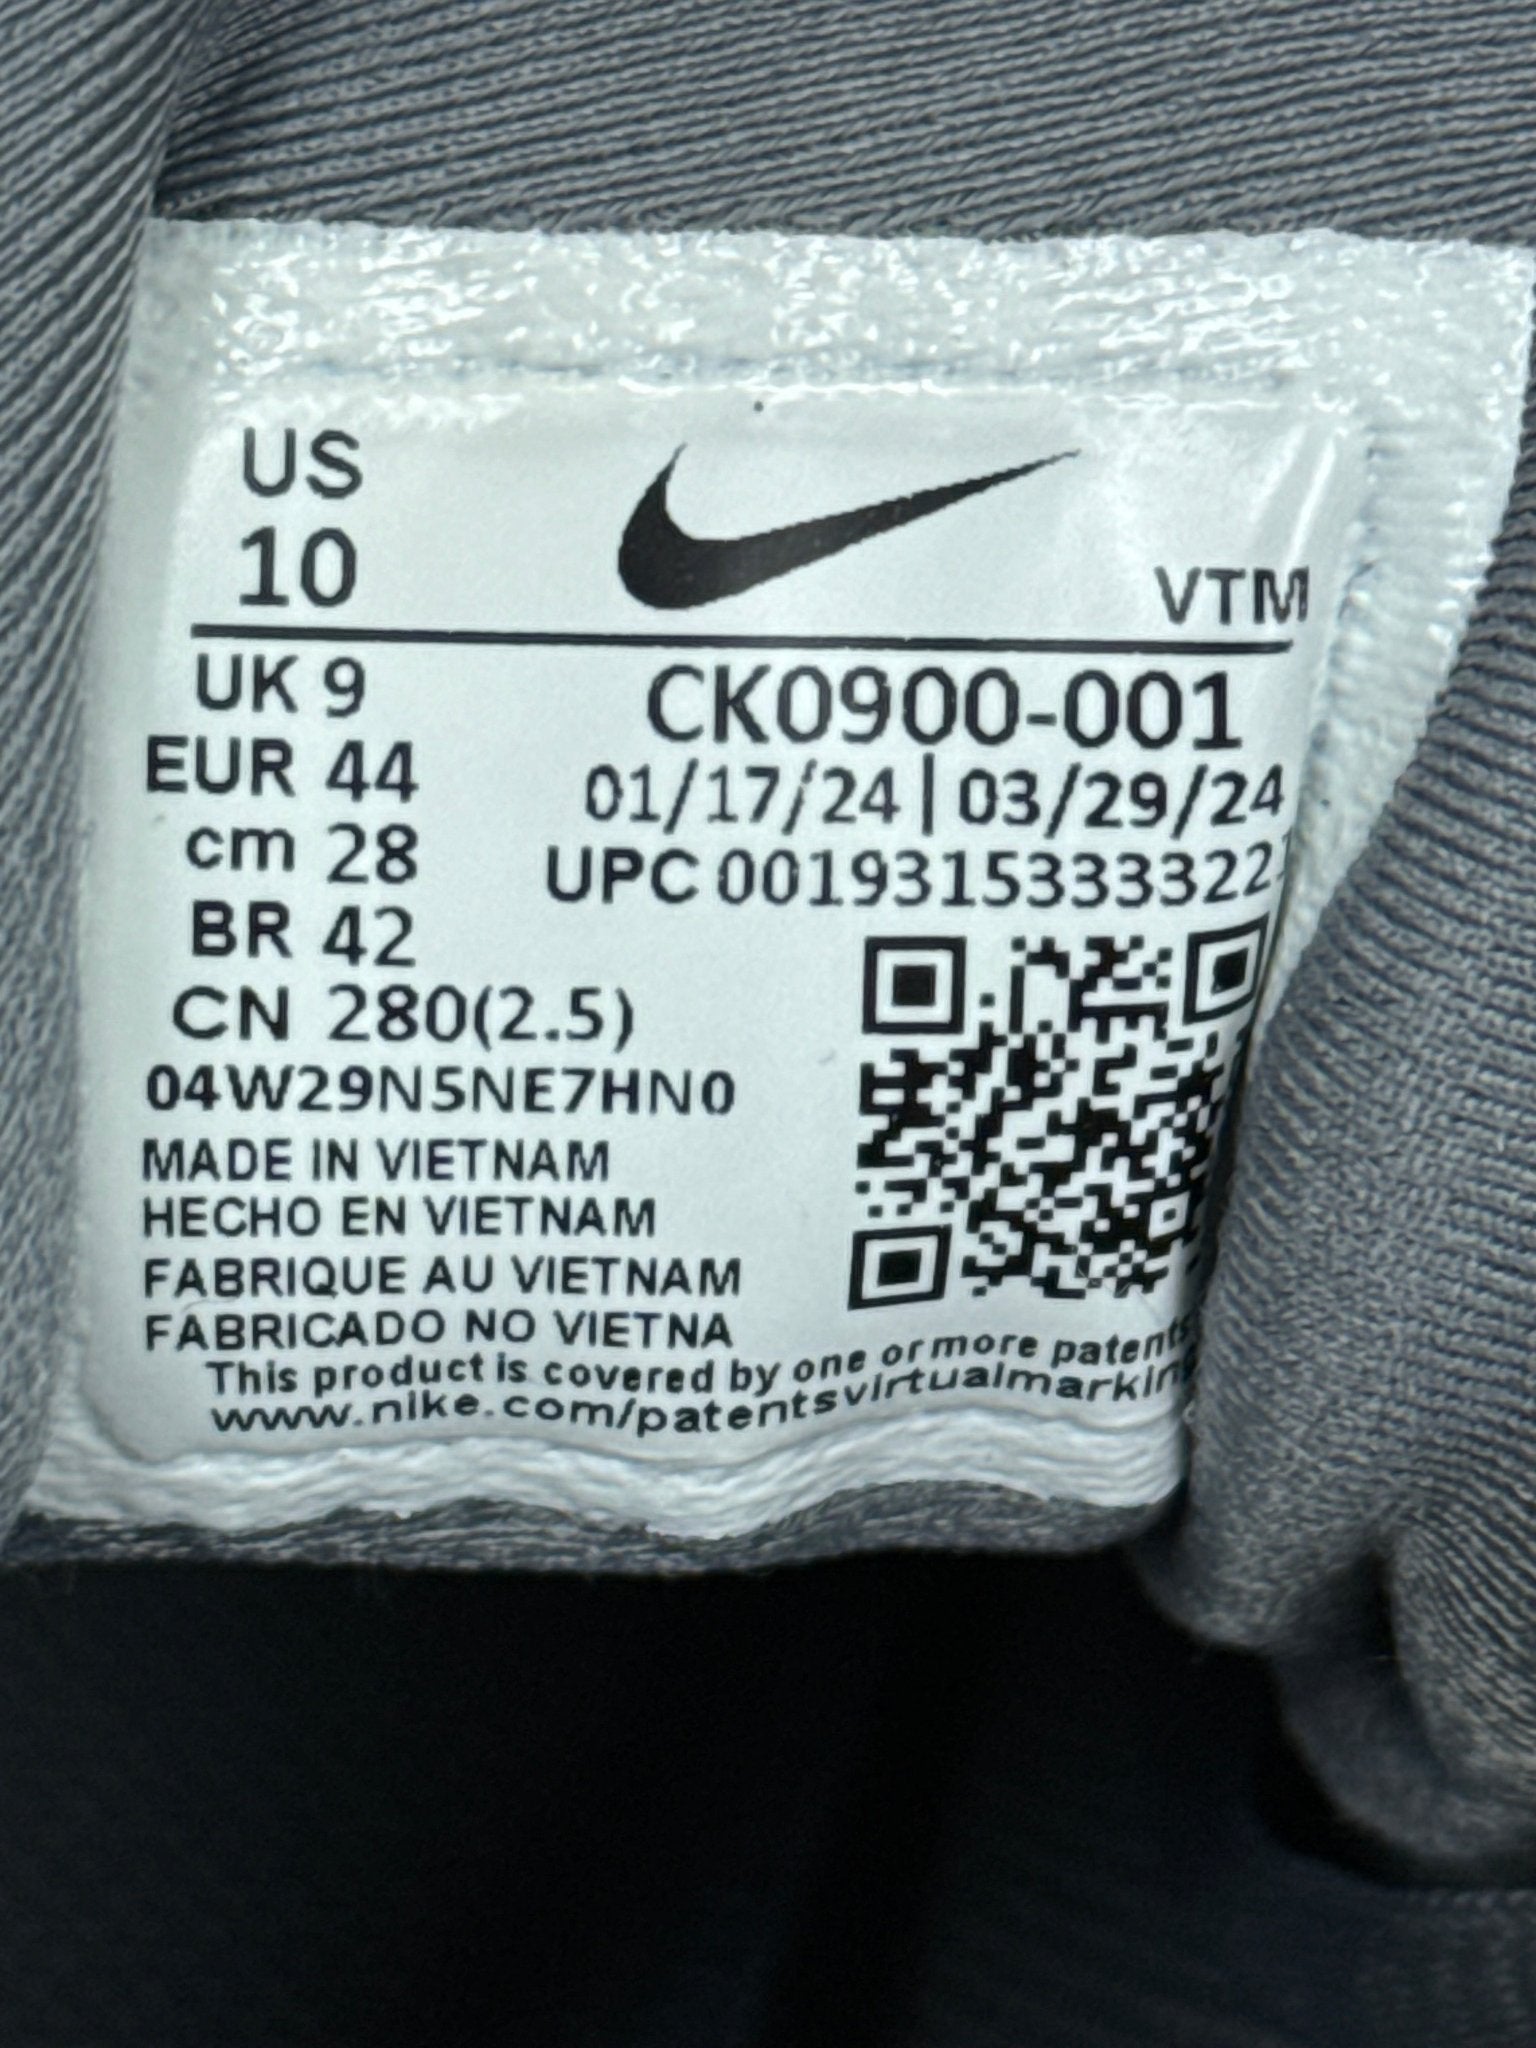 US
10
VTM
UK 9
EUR 44
cm 28
BR 42
CN 280(2.5)
CK0900-001
01/17/24 | 03/29/24
UPC
04W29N5NE7HN0
MADE IN VIETNAM
HECHO EN VIETNAM
FABRIQUE AU VIETNAM
FABRICADO NO VIETNA
This product is covered by one or more patents
www.nike.com/patentsvirtualmarking